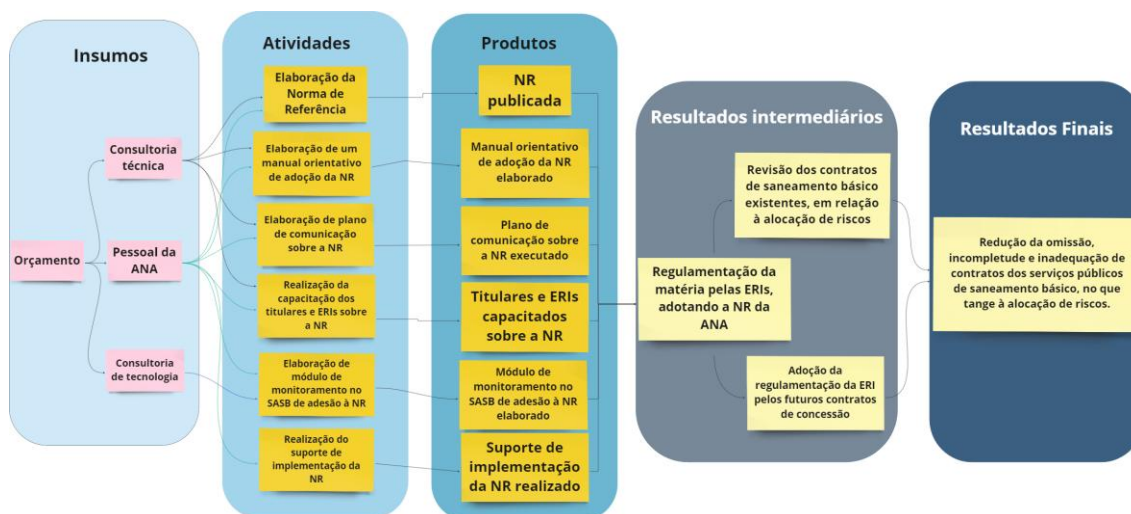 Insumos
Orçamento
Consultoria
técnica
Pessoal da
ANA
Consultoria
de tecnologia
Atividades
Elaboração da
Norma de
Referência
Elaboração de um
manual orientativo
de adoção da NR
Elaboração de plano
de comunicação
sobre a NR
Realização da
capacitação dos
titulares e ERIs sobre
a NR
Elaboração de
módulo de
monitoramento no
SASB de adesão à NR
Realização do
suporte de
implementação da
NR
Produtos
NR
publicada
Manual orientativo
de adoção da NR
elaborado
Plano de
comunicação sobre
a NR executado
Titulares e ERIs
capacitados
sobre a NR
Módulo de
monitoramento no
SASB de adesão à NR
elaborado
Suporte de
implementação
da NR realizado
Resultados intermediários
Regulamentação da
matéria pelas ERIs,
adotando a NR da
ANA
Revisão dos contratos
de saneamento básico
existentes, em relação
à alocação de riscos
Adoção da
regulamentação da ERI
pelos futuros contratos
de concessão
Resultados Finais
Redução da omissão,
incompletude e inadequação de
contratos dos serviços públicos
de saneamento básico, no que
tange à alocação de riscos.